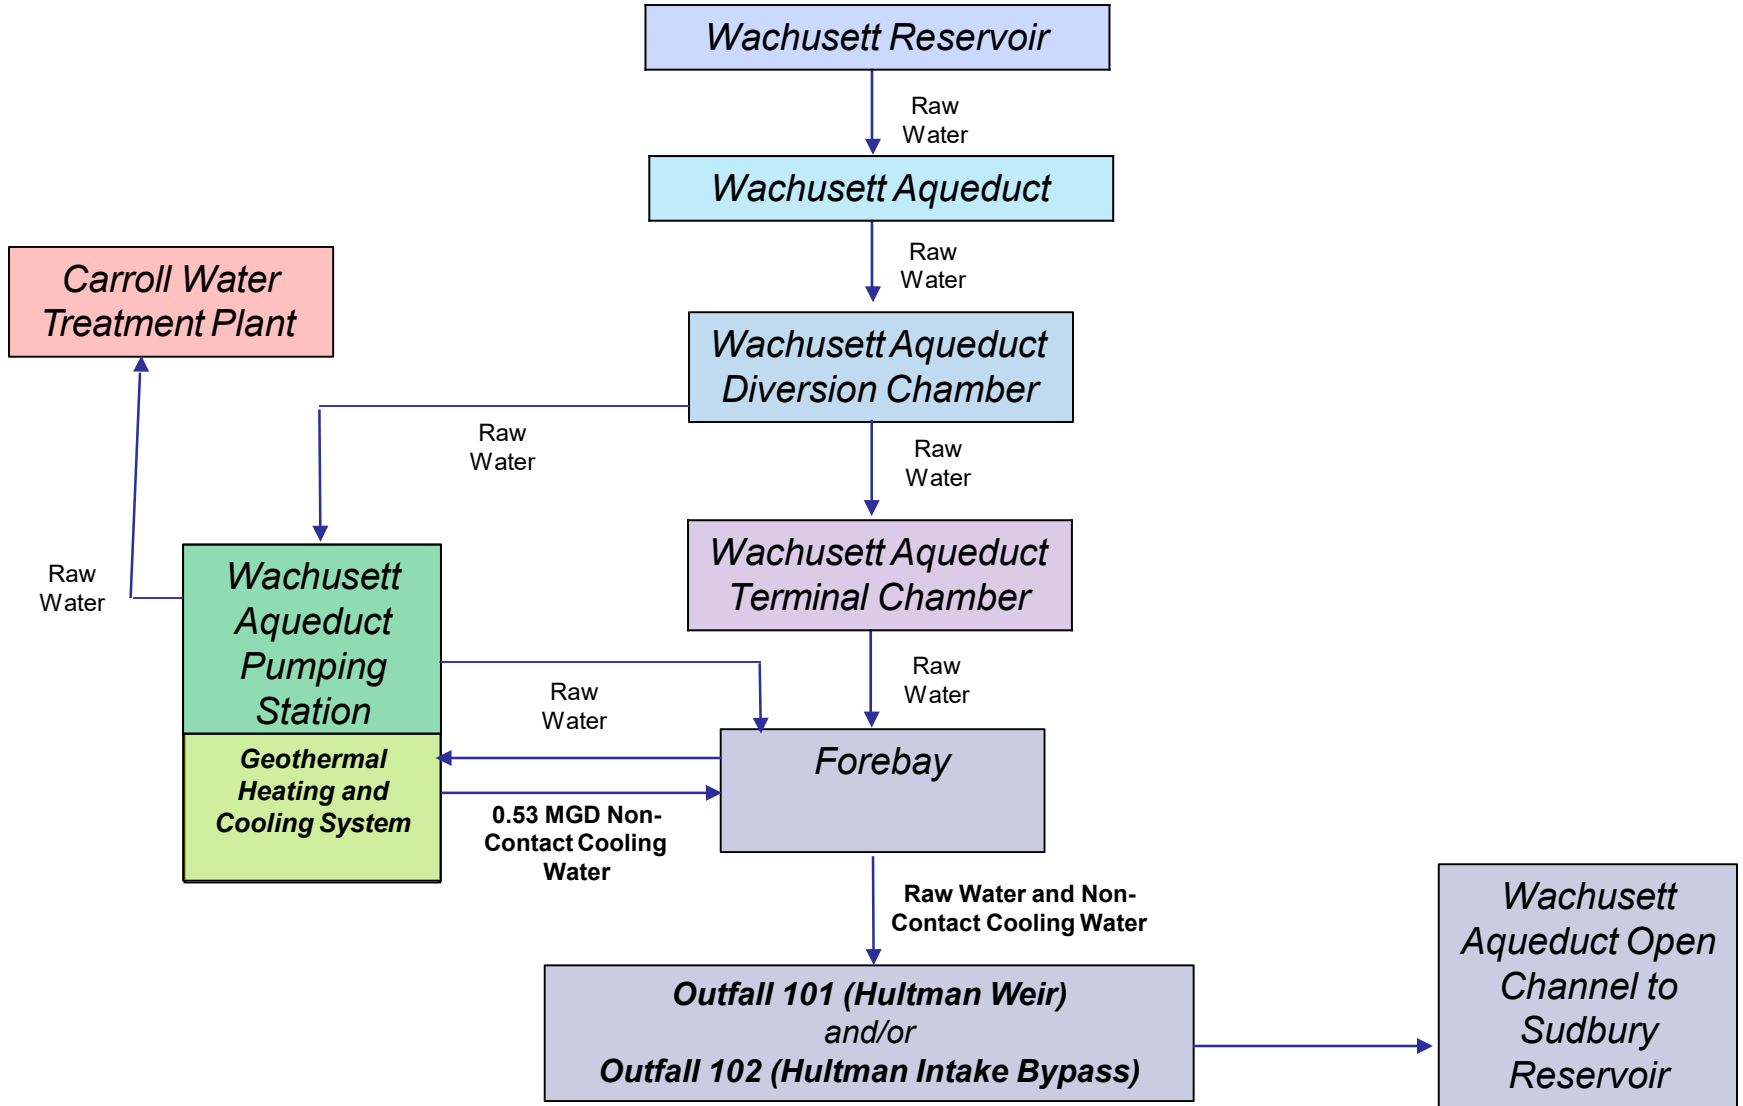 Wachusett Reservoir
Raw
Water
Wachusett Aqueduct
Raw
Water
Carroll Water
Treatment Plant
Wachusett Aqueduct
Diversion Chamber
Raw
Water
Raw
Water
Wachusett Aqueduct
Terminal Chamber
Raw
Water
Wachusett
Aqueduct
Pumping
Station
Raw
Water
Raw
Water
Forebay
Geothermal
Heating and
Cooling System
0.53 MGD Non-
Contact Cooling
Water
Raw Water and Non-
Contact Cooling Water
Outfall 101 (Hultman Weir)
and/or
Outfall 102 (Hultman Intake Bypass)
Wachusett
Aqueduct Open
Channel to
Sudbury
Reservoir